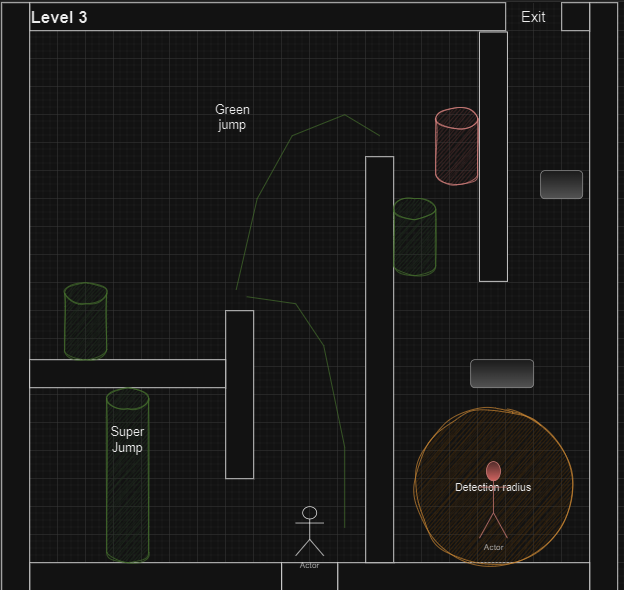 Level 3
Exit
Green
jump
Super
Jump
Detection radius
Actor
Actor